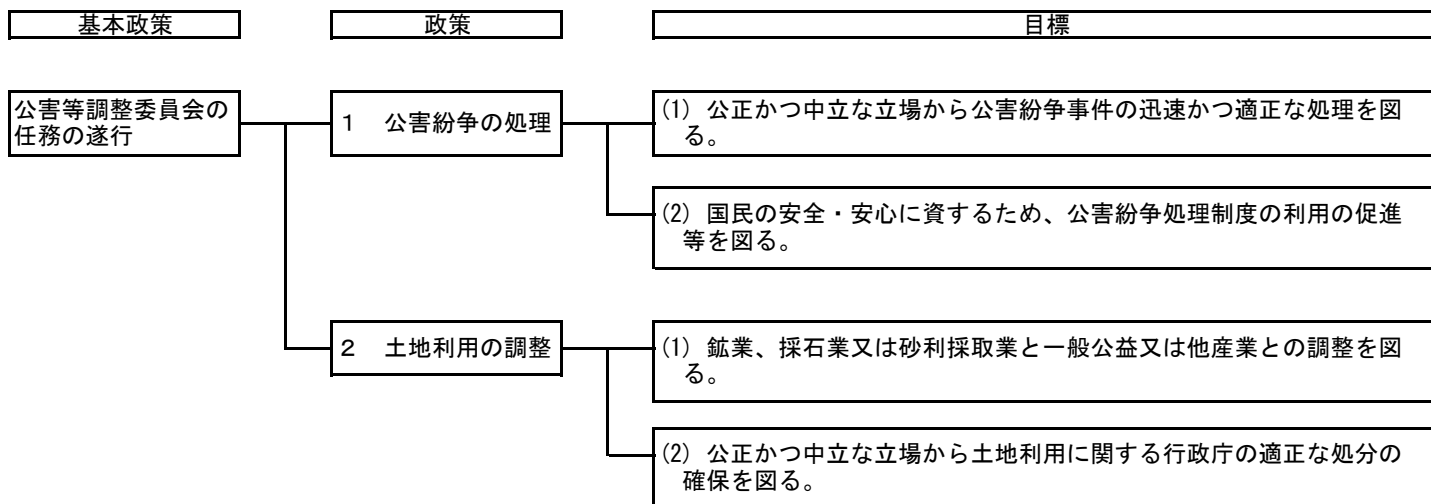 基本政策
政策
目標
公害等調整委員会の
任務の遂行
1 公害紛争の処理
(1) 公正かつ中立な立場から公害紛争事件の迅速かつ適正な処理を図
る。
(2) 国民の安全・安心に資するため、公害紛争処理制度の利用の促進
等を図る。
2 土地利用の調整
(1) 鉱業、採石業又は砂利採取業と一般公益又は他産業との調整を図
る。
(2) 公正かつ中立な立場から土地利用に関する行政庁の適正な処分の
確保を図る。